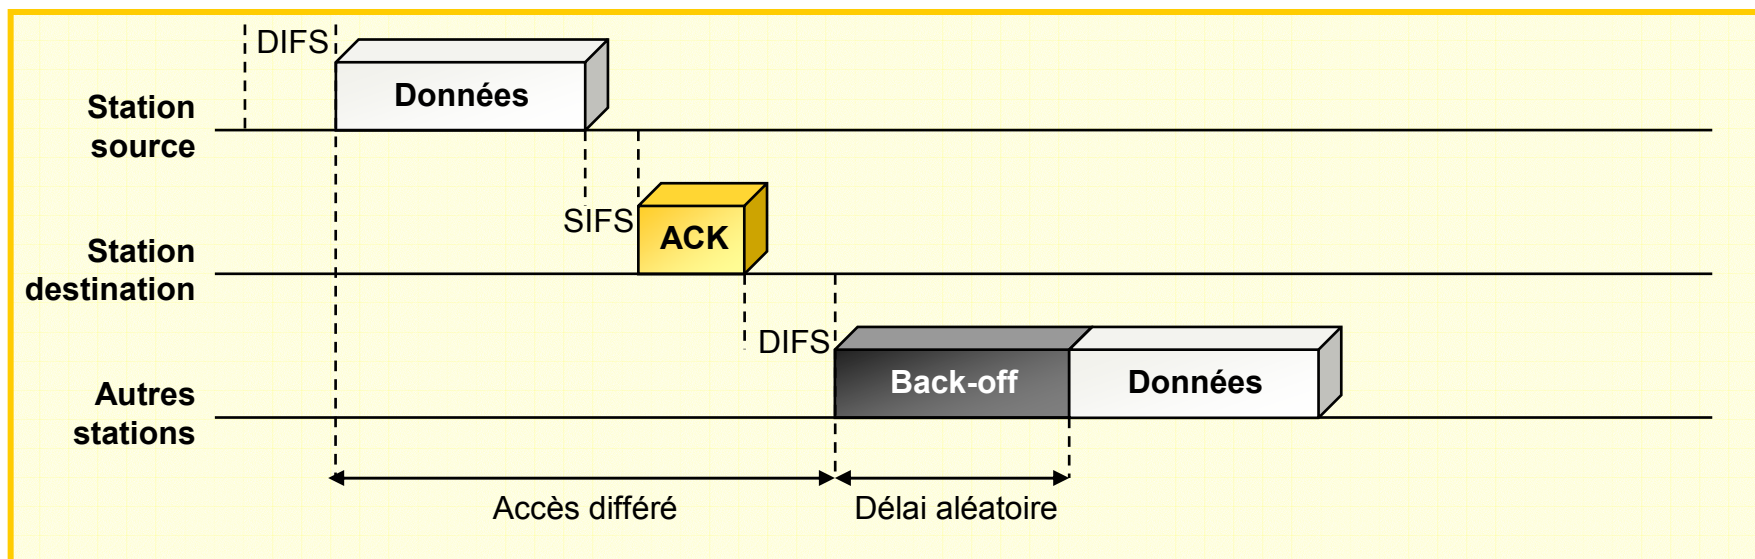 DIFS
Données
Station
source
SIFS
ACK
Station
destination
DIFS
Back-off
Données
Autres
stations
Accès différé
Délai aléatoire